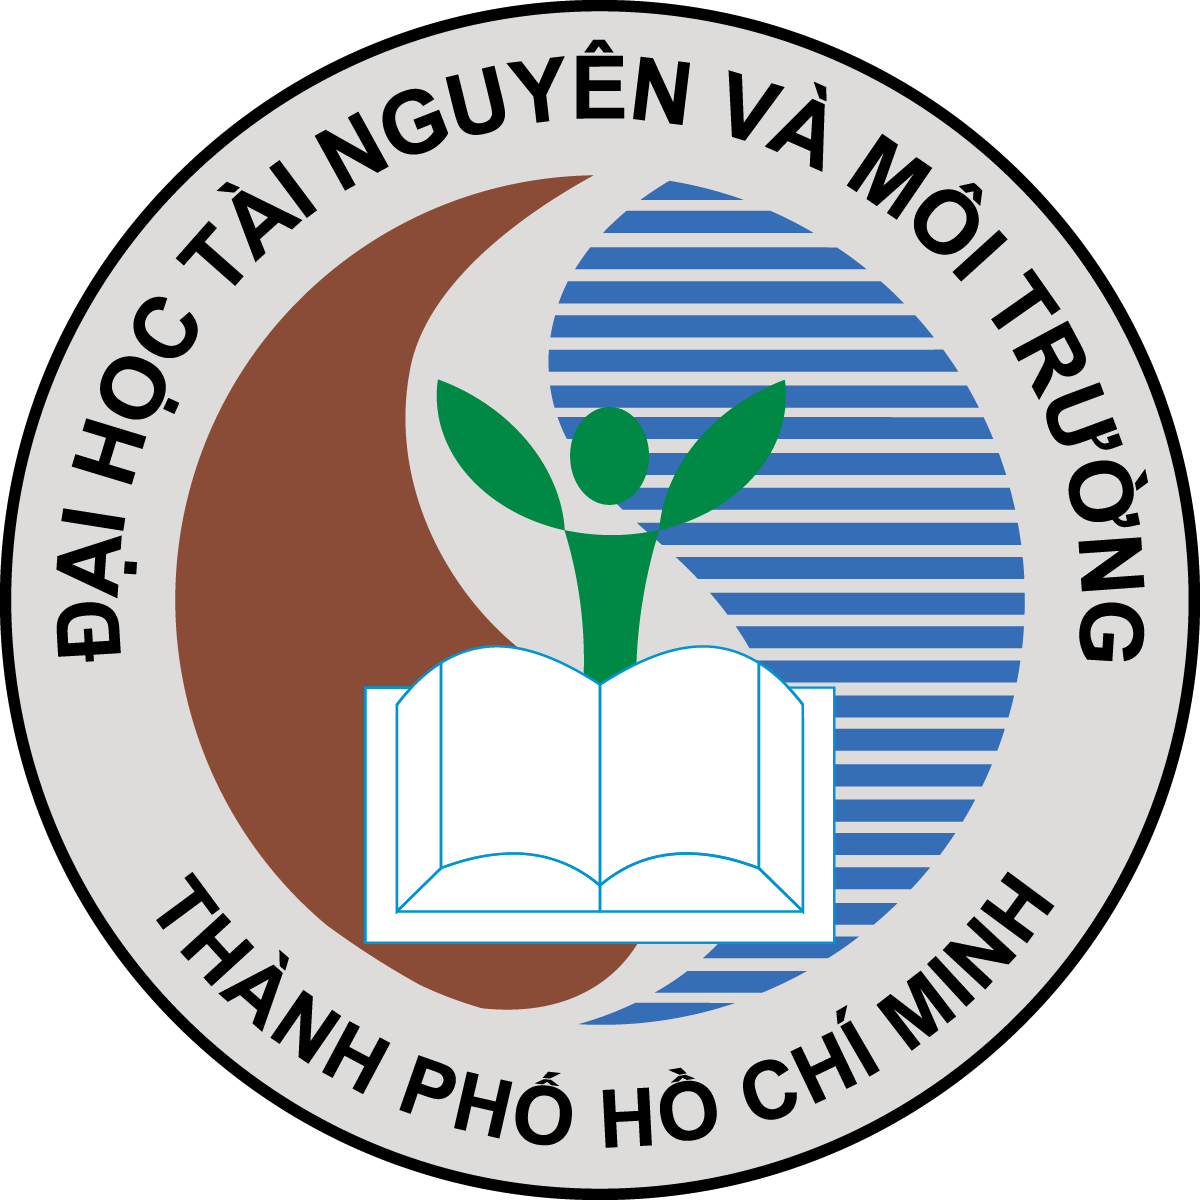 ĐẠI HỌC TÀI NGUYÊN VÀ MÔI TRƯỜNG
THÀNH PHỐ HỒ CHÍ MINH